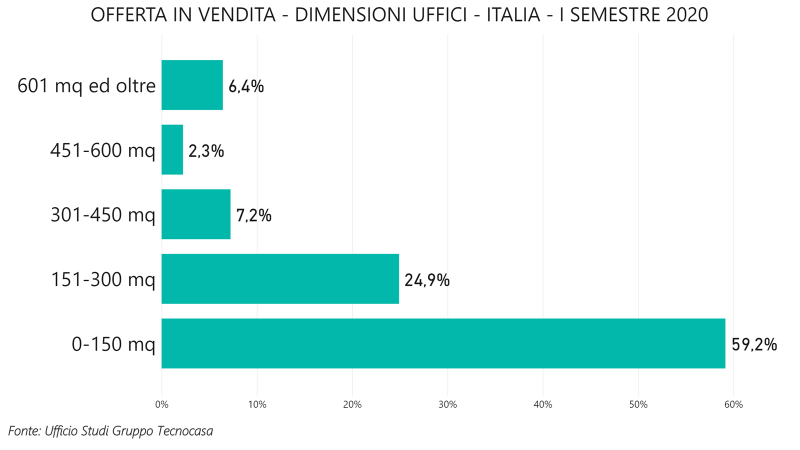 OFFERTA IN VENDITA - DIMENSIONI UFFICI - ITALIA - I SEMESTRE 2020
601 mq ed oltre 6,4%
451-600 mq 2,3%
301-450 mq 7,2%
151-300 mq 24,9%
0-150 mq 59,2%
0% 10% 20% 30% 40% 50% 60%
Fonte: Ufficio Studi Gruppo Tecnocasa